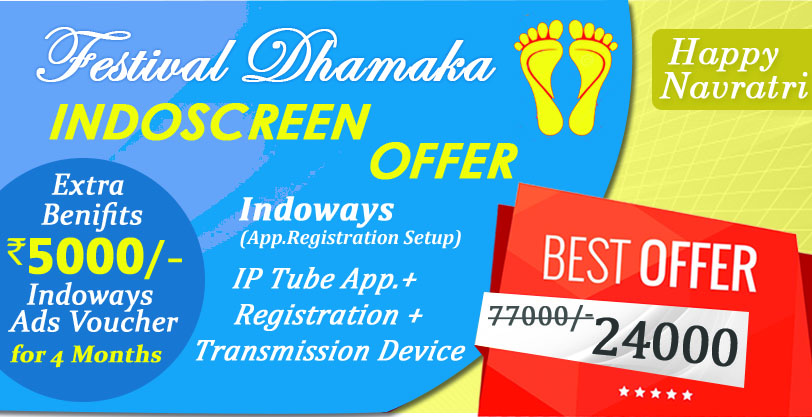 Festival Dhamaka
INDOSCREEN
OFFER
Happy
Navratri
Extra
Benifits
₹5000/-
Indoways
Ads Voucher
for 4 Months
Indoways
(App.Registration Setup)
IP Tube App.+
Registration +
Transmission Device
BEST OFFER
77000/- 24000